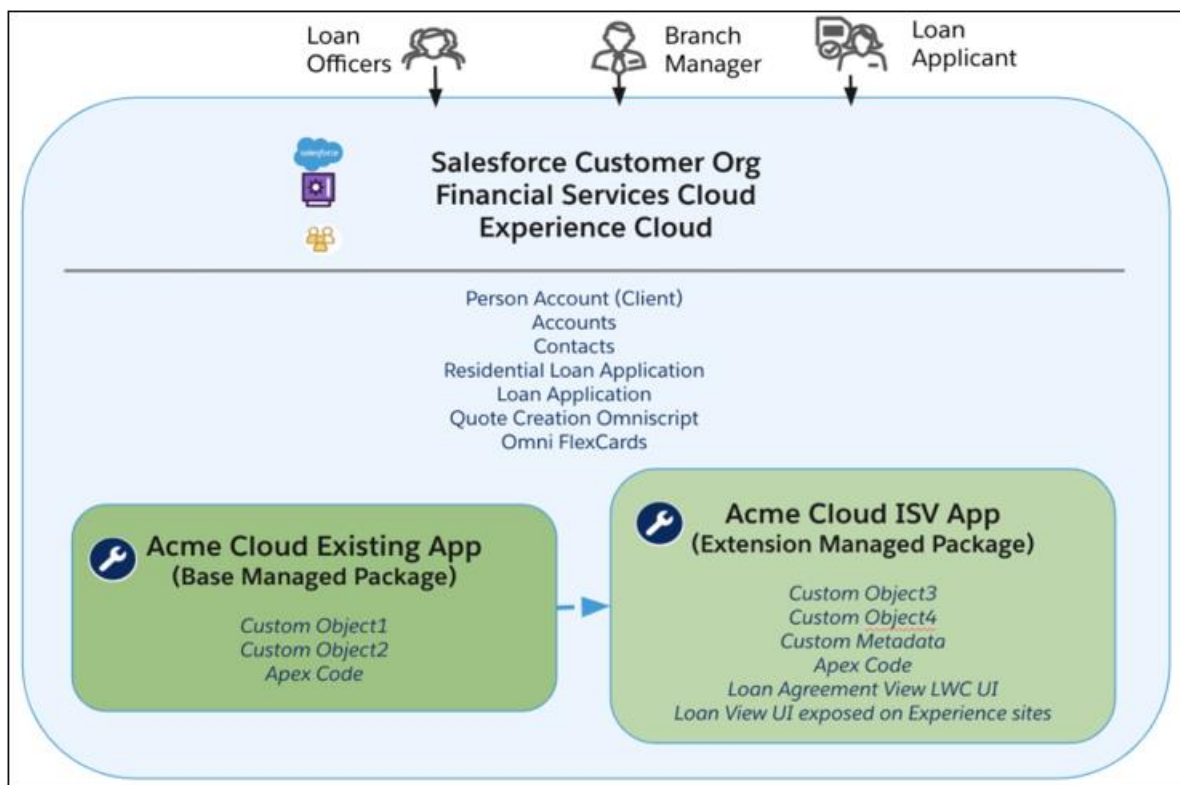 Loan
Officers
Branch
Manager
Loan
Applicant
salesforce
Salesforce Customer Org
Financial Services Cloud
Experience Cloud
Person Account (Client)
Accounts
Contacts
Residential Loan Application
Loan Application
Quote Creation Omniscript
Omni FlexCards
Acme Cloud Existing App
(Base Managed Package)
Custom Object1
Custom Object2
Apex Code
Acme Cloud ISV App
(Extension Managed Package)
Custom Object3
Custom Object4
Custom Metadata
Apex Code
Loan Agreement View LWC UI
Loan View UI exposed on Experience sites